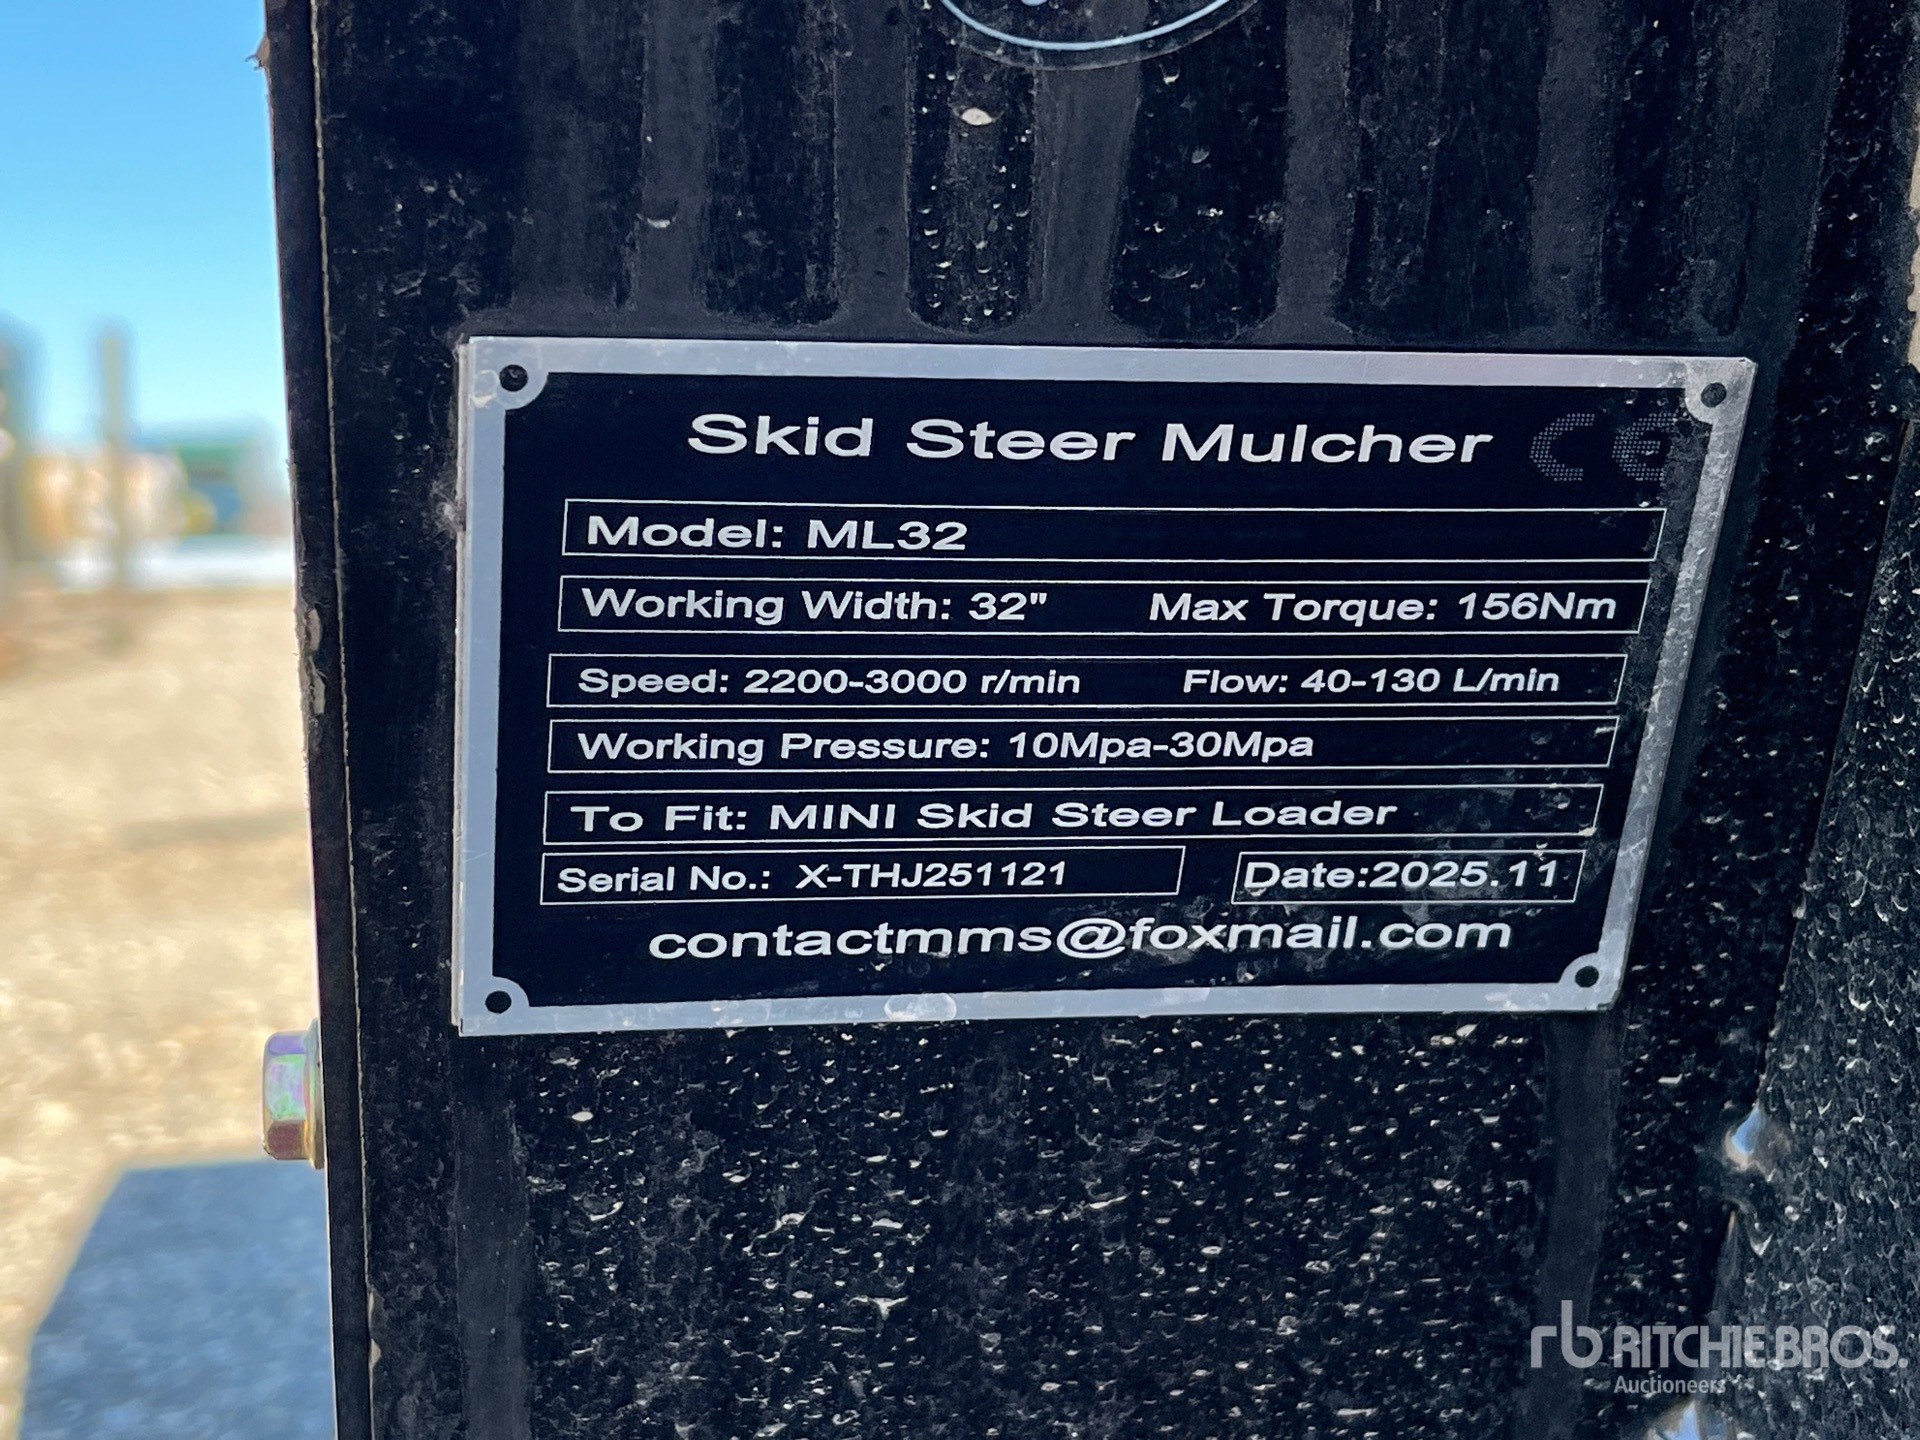 Skid Steer Mulcher CE
Model: ML32
Working Width: 32" Max Torque: 156Nm
Speed: 2200-3000 r/min Flow: 40-130 L/min
Working Pressure: 10Mpa-30Mpa
To Fit: MINI Skid Steer Loader
Serial No.: X-THJ251121 Date:2025.11
contactmms@foxmail.com
rb RITCHIE BROS.
Auctioneers